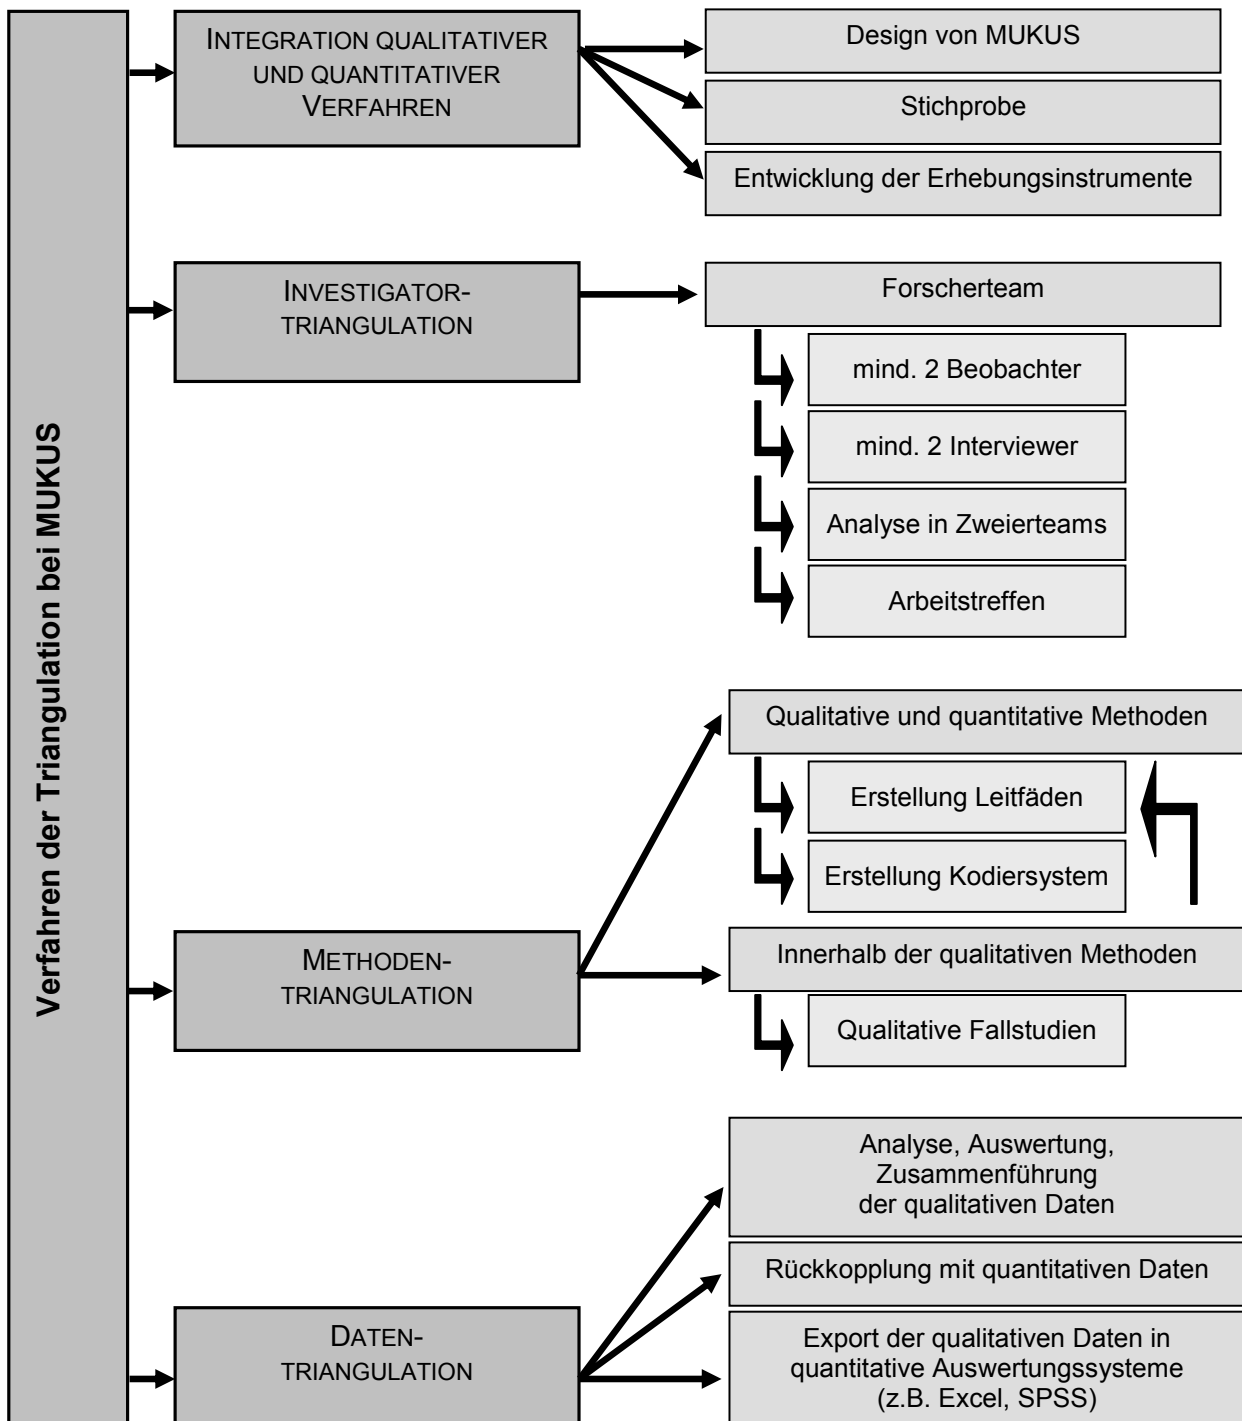 Verfahren der Triangulation bei MUKUS
INTEGRATION QUALITATIVER
UND QUANTITATIVER
VERFAHREN
Design von MUKUS
Stichprobe
Entwicklung der Erhebungsinstrumente
INVESTIGATOR-
TRIANGULATION
Forscherteam
mind. 2 Beobachter
mind. 2 Interviewer
Analyse in Zweierteams
Arbeitstreffen
METHODEN-
TRIANGULATION
Qualitative und quantitative Methoden
Erstellung Leitfäden
Erstellung Kodiersystem
Innerhalb der qualitativen Methoden
Qualitative Fallstudien
DATEN-
TRIANGULATION
Analyse, Auswertung,
Zusammenführung
der qualitativen Daten
Rückkopplung mit quantitativen Daten
Export der qualitativen Daten in
quantitative Auswertungssysteme
(z.B. Excel, SPSS)